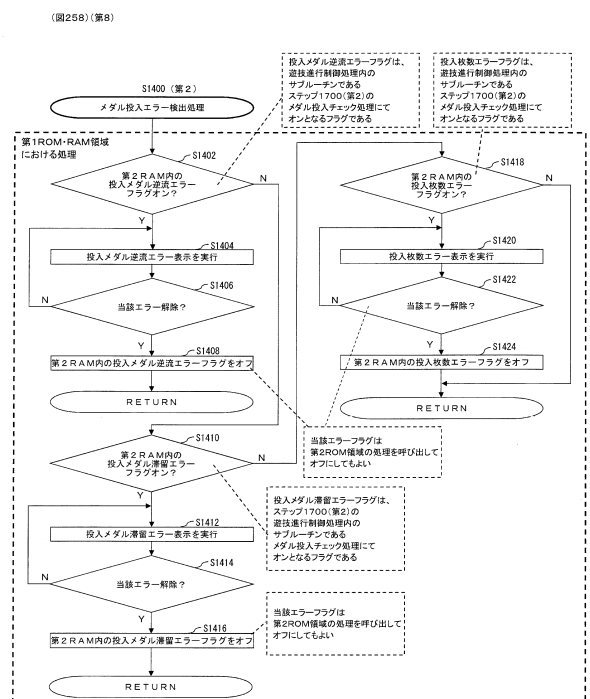 (図258)(第8)
S1400 (第2)
メダル投入エラー検出処理
投入メダル逆流エラーフラグは、
遊技進行制御処理内の
サブルーチンである
ステップ1700(第2)の
メダル投入チェック処理にて
オンとなるフラグである
投入枚数エラーフラグは、
遊技進行制御処理内の
サブルーチンである
ステップ1700(第2)の
メダル投入チェック処理にて
オンとなるフラグである
第1ROM・RAM領域
における処理
S1402
第2RAM内の
投入メダル逆流エラー
フラグオン?
N
Y
S1404
投入メダル逆流エラー表示を実行
S1406
当該エラー解除?
N
Y
S1408
第2RAM内の投入メダル逆流エラーフラグをオフ
RETURN
S1410
第2RAM内の
投入メダル滞留エラー
フラグオン?
N
Y
S1412
投入メダル滞留エラー表示を実行
S1414
当該エラー解除?
N
Y
S1416
第2RAM内の投入メダル滞留エラーフラグをオフ
RETURN
S1418
第2RAM内の
投入枚数エラー
フラグオン?
N
Y
S1420
投入枚数エラー表示を実行
S1422
当該エラー解除?
N
Y
S1424
第2RAM内の投入枚数エラーフラグをオフ
RETURN
当該エラーフラグは
第2ROM領域の処理を呼び出して
オフにしてもよい
投入メダル滞留エラーフラグは、
ステップ1700(第2)の
遊技進行制御処理内の
サブルーチンである
メダル投入チェック処理にて
オンとなるフラグである
当該エラーフラグは
第2ROM領域の処理を呼び出して
オフにしてもよい